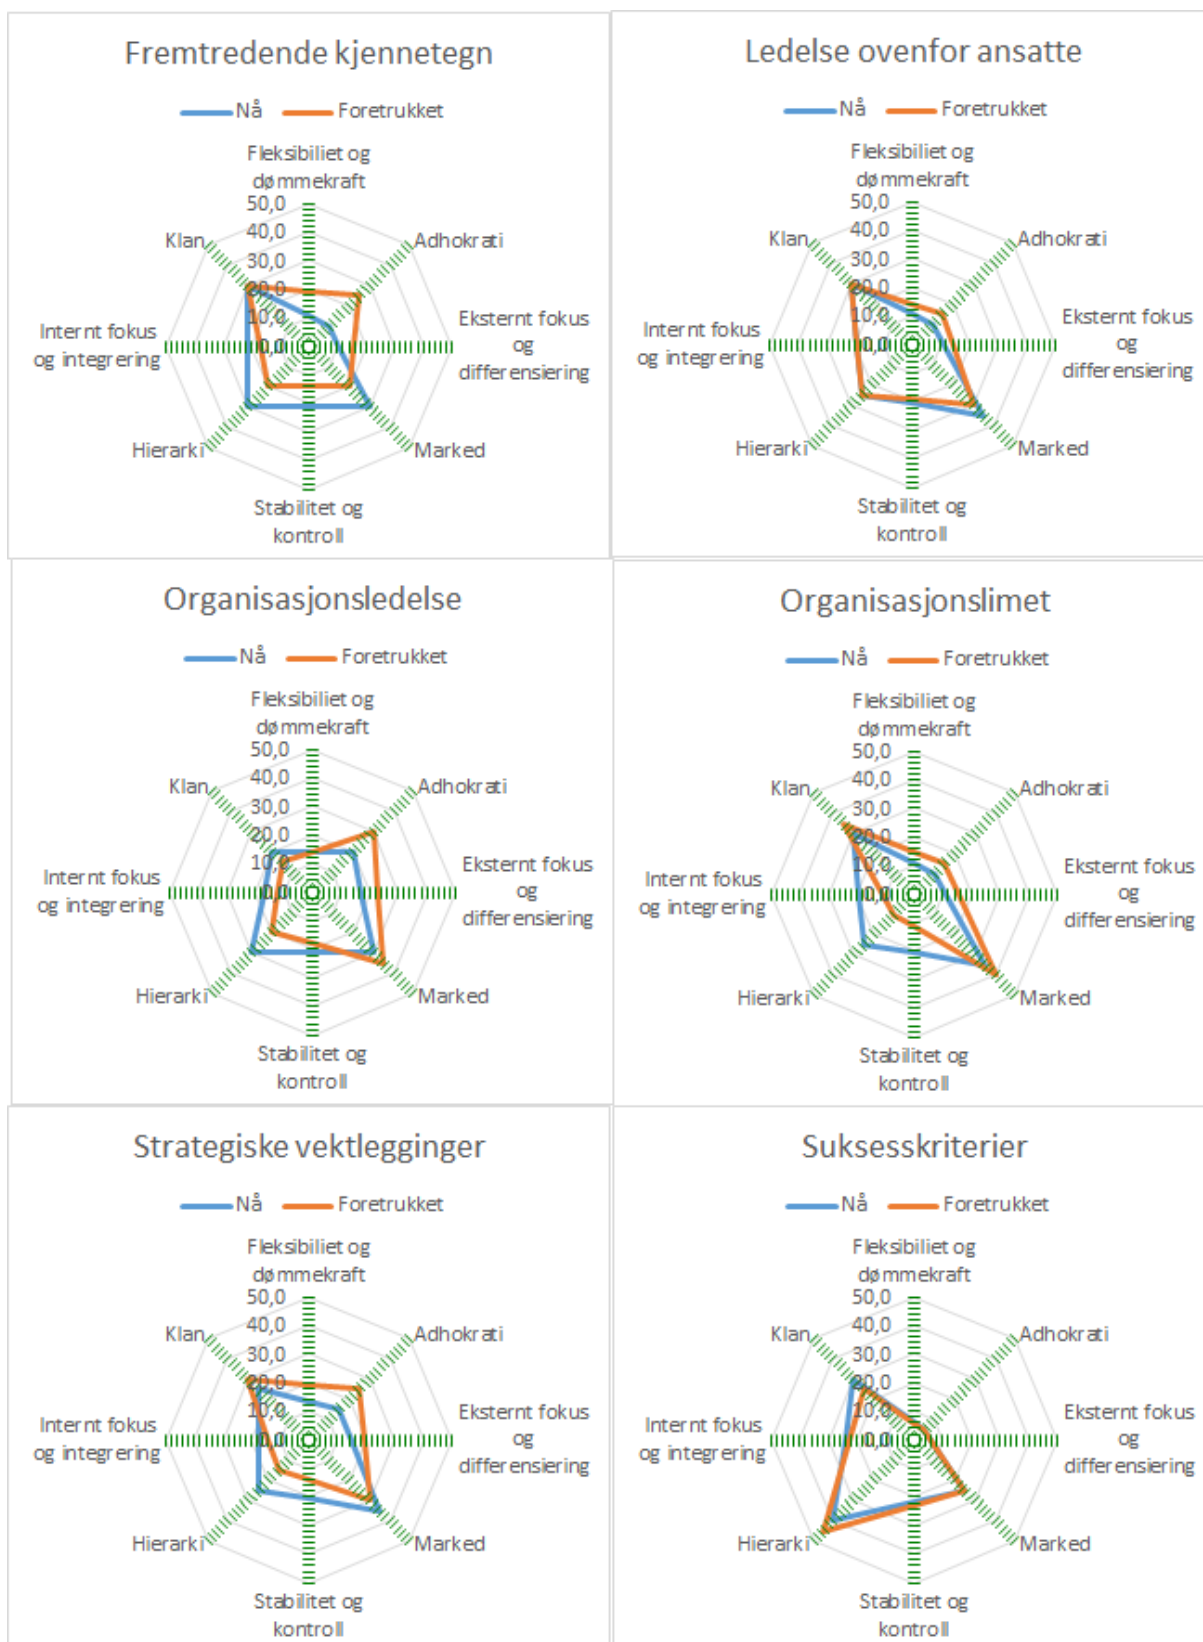 Fremtredende kjennetegn
Nå Foretrukket
Fleksibiliet og
dømmekraft
50,0
40,0
30,0
20,0
10,0
0,0
Klan
Adhokrati
Internt fokus
og integrering
Eksternt fokus
og
differensiering
Hierarki
Marked
Stabilitet og
kontroll
Ledelse ovenfor ansatte
Nå Foretrukket
Fleksibiliet og
dømmekraft
50,0
40,0
30,0
20,0
10,0
0,0
Klan
Adhokrati
Internt fokus
og integrering
Eksternt fokus
og
differensiering
Hierarki
Marked
Stabilitet og
kontroll
Organisasjonsledelse
Nå Foretrukket
Fleksibiliet og
dømmekraft
50,0
40,0
30,0
20,0
10,0
0,0
Klan
Adhokrati
Internt fokus
og integrering
Eksternt fokus
og
differensiering
Hierarki
Marked
Stabilitet og
kontroll
Organisasjonslimet
Nå Foretrukket
Fleksibiliet og
dømmekraft
50,0
40,0
30,0
20,0
10,0
0,0
Klan
Adhokrati
Internt fokus
og integrering
Eksternt fokus
og
differensiering
Hierarki
Marked
Stabilitet og
kontroll
Strategiske vektlegginger
Nå Foretrukket
Fleksibiliet og
dømmekraft
50,0
40,0
30,0
20,0
10,0
0,0
Klan
Adhokrati
Internt fokus
og integrering
Eksternt fokus
og
differensiering
Hierarki
Marked
Stabilitet og
kontroll
Suksesskriterier
Nå Foretrukket
Fleksibiliet og
dømmekraft
50,0
40,0
30,0
20,0
10,0
0,0
Klan
Adhokrati
Internt fokus
og integrering
Eksternt fokus
og
differensiering
Hierarki
Marked
Stabilitet og
kontroll